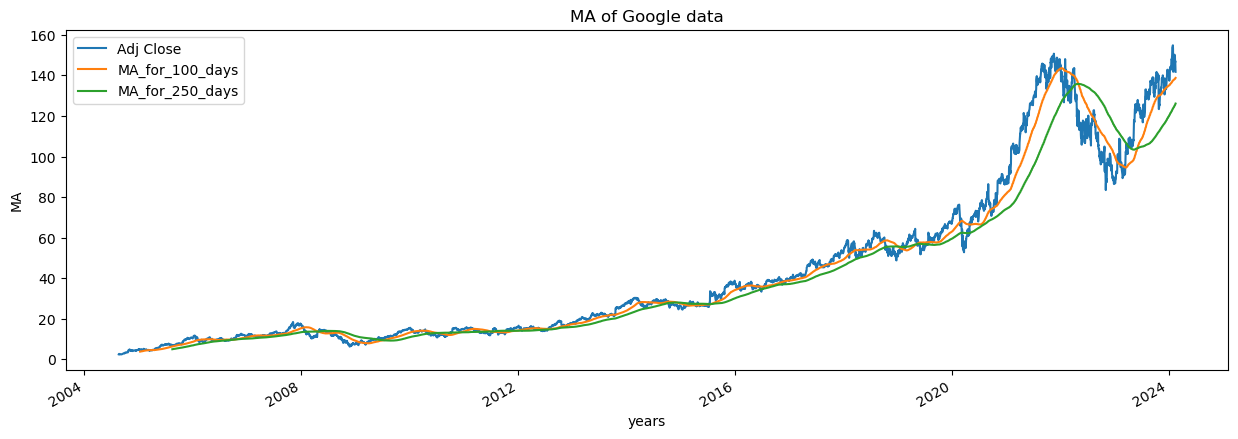 MA of Google data
Adj Close
MA_for_100_days
MA_for_250_days
MA
160
140
120
100
80
60
40
20
0
2004
2008
2012
2016
2020
2024
years